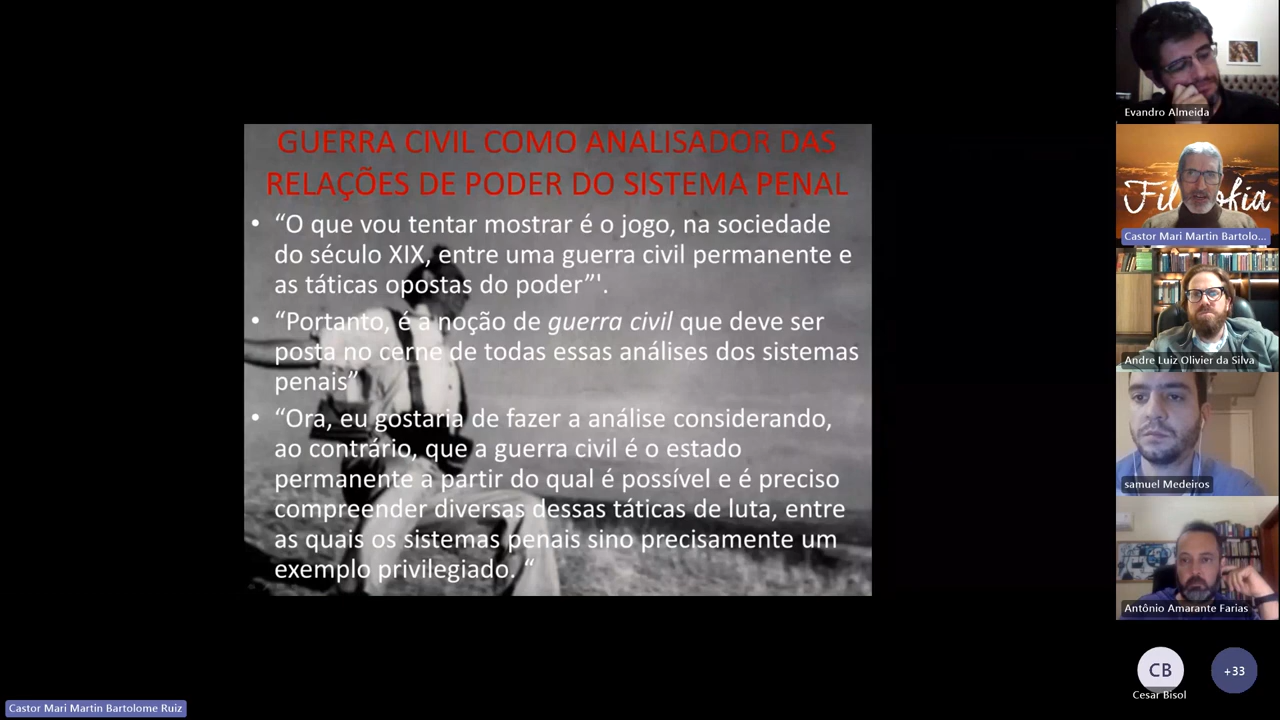 GUERRA CIVIL COMO ANALISADOR DAS
RELAÇÕES DE PODER DO SISTEMA PENAL
• “O que vou tentar mostrar é o jogo, na sociedade
do século XIX, entre uma guerra civil permanente e
as táticas opostas do poder”'.
• “Portanto, é a noção de guerra civil que deve ser
posta no cerne de todas essas análises dos sistemas
penais”
• “Ora, eu gostaria de fazer a análise considerando,
ao contrário, que a guerra civil é o estado
permanente a partir do qual é possível e é preciso
compreender diversas dessas táticas de luta, entre
as quais os sistemas penais sino precisamente um
exemplo privilegiado. “
Evandro Almeida
Filosofia
Castor Mari Martin Bartolo...
Andre Luiz Olivier da Silva
samuel Medeiros
Antônio Amarante Farias
CB
+33
Cesar Bisol
Castor Mari Martin Bartolome Ruiz